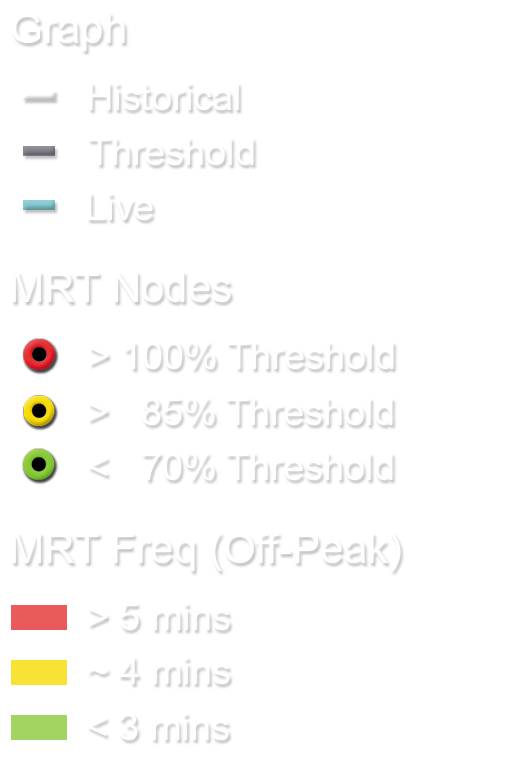 Graph
Historical
Threshold
Live
MRT Nodes
> 100% Threshold
> 85% Threshold
< 70% Threshold
MRT Freq (Off-Peak)
> 5 mins
~ 4 mins
< 3 mins